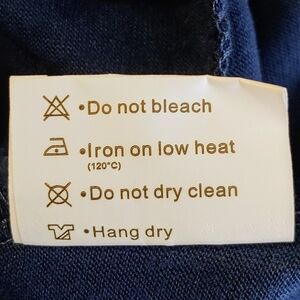 •Do not bleach
•Iron on low heat
(120°C)
•Do not dry clean
•Hang dry